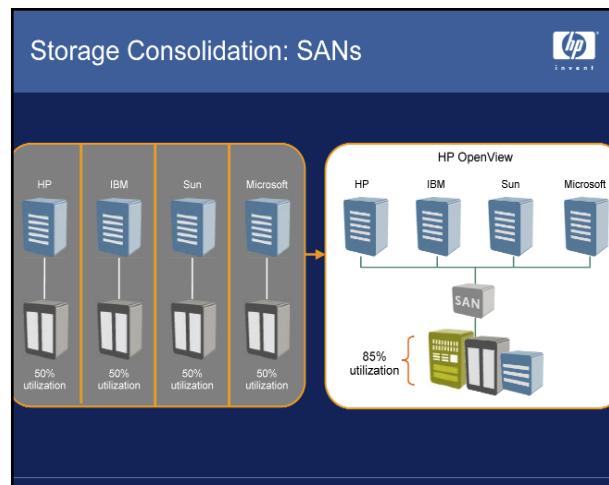 Storage Consolidation: SANs
hp
invent
HP
IBM
Sun
Microsoft
50%
utilization
50%
utilization
50%
utilization
50%
utilization
HP OpenView
HP
IBM
Sun
Microsoft
SAN
85%
utilization